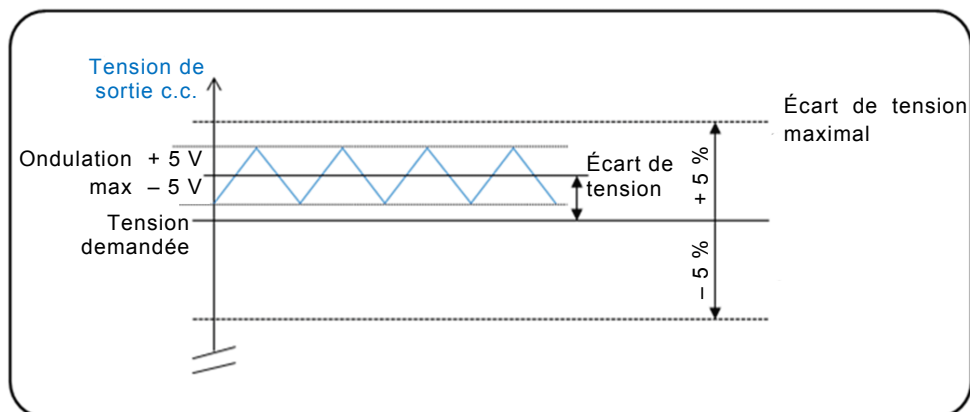 Tension de
sortie c.c.
Écart de tension
maximal
Ondulation + 5 V
max – 5 V
Écart de
tension
+ 5 %
Tension
demandée
– 5 %